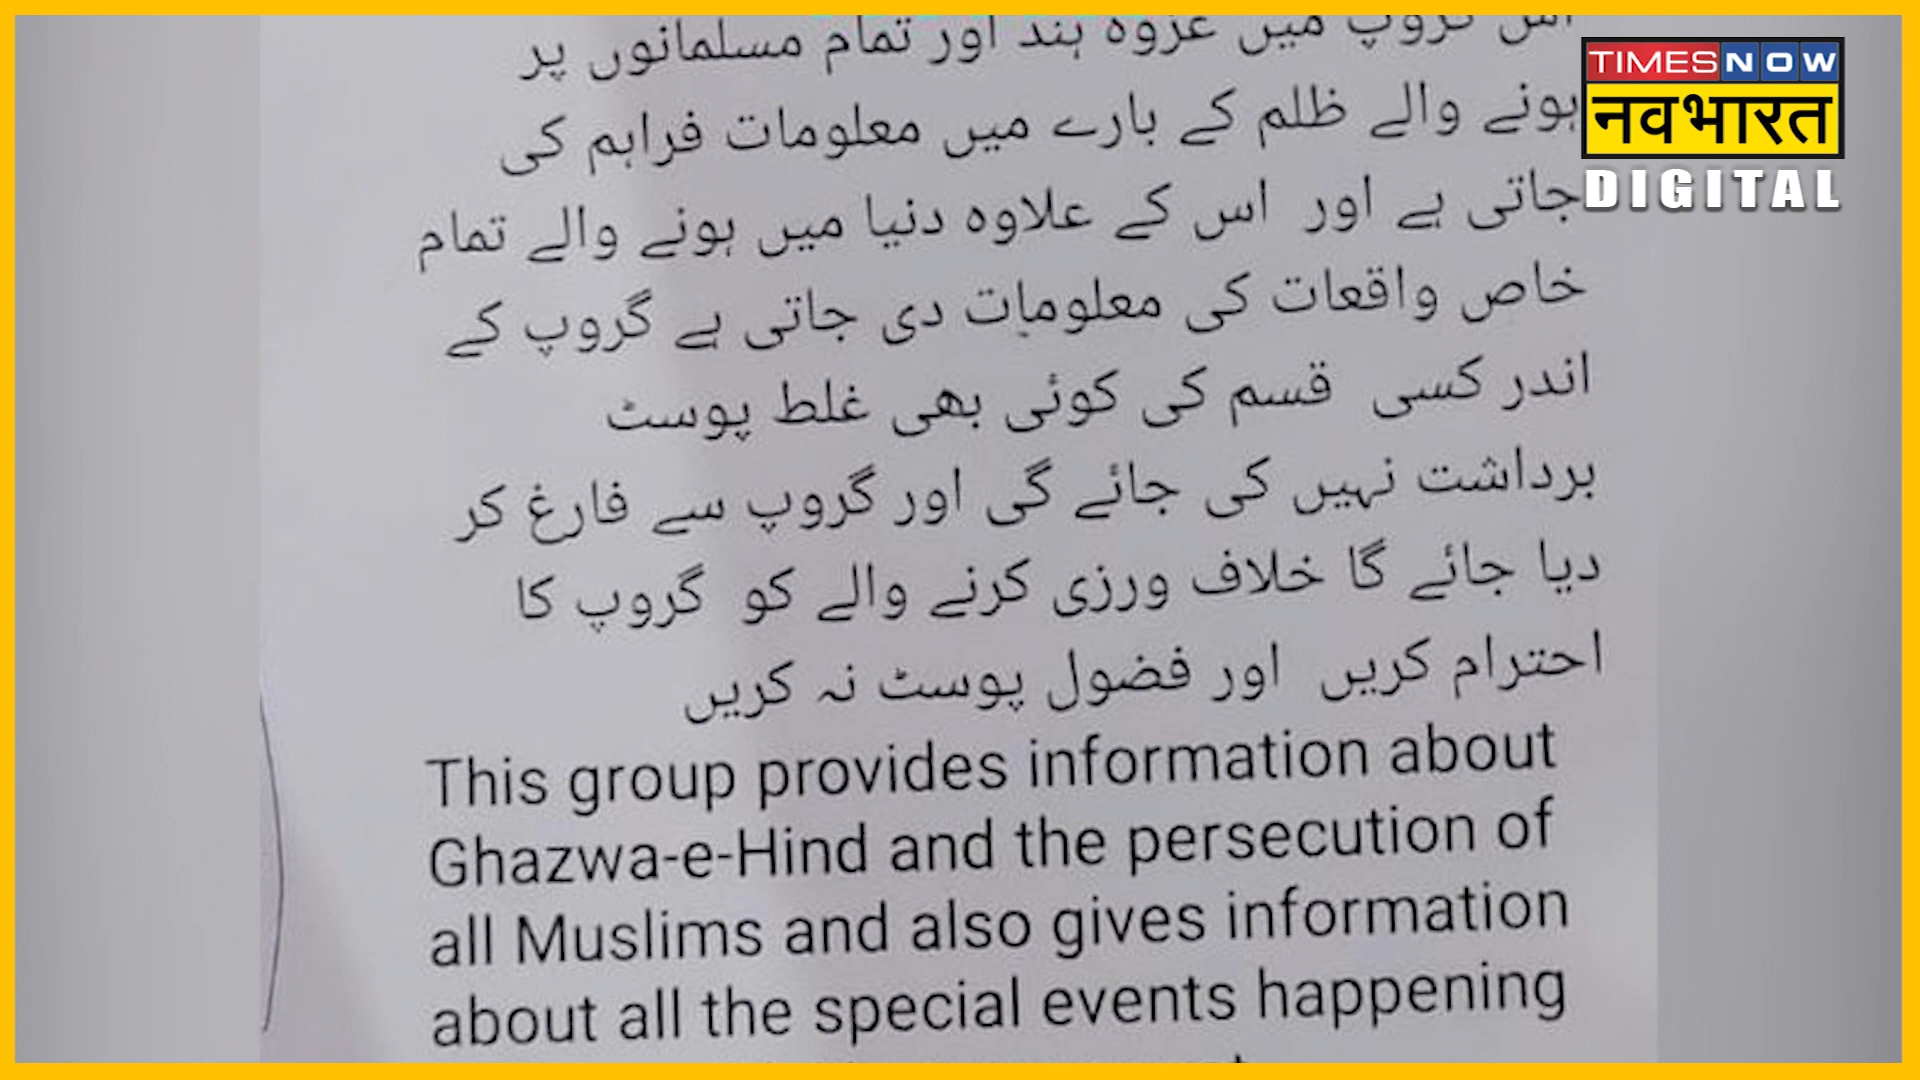 اس گروپ میں غزوہ ہند اور تمام مسلمانوں پر
ہونے والے ظلم کے بارے میں معلومات فراہم کی
جاتی ہے اور اس کے علاوہ دنیا میں ہونے والے تمام
خاص واقعات کی معلومات دی جاتی ہے گروپ کے
اندر کسی قسم کی کوئی بھی غلط پوسٹ
برداشت نہیں کی جائے گی اور گروپ سے فارغ کر
دیا جائے گا خلاف ورزی کرنے والے کو گروپ کا
احترام کریں اور فضول پوسٹ نہ کریں
This group provides information about
Ghazwa-e-Hind and the persecution of
all Muslims and also gives information
about all the special events happening
TIMES NOW
नवभारत
DIGITAL